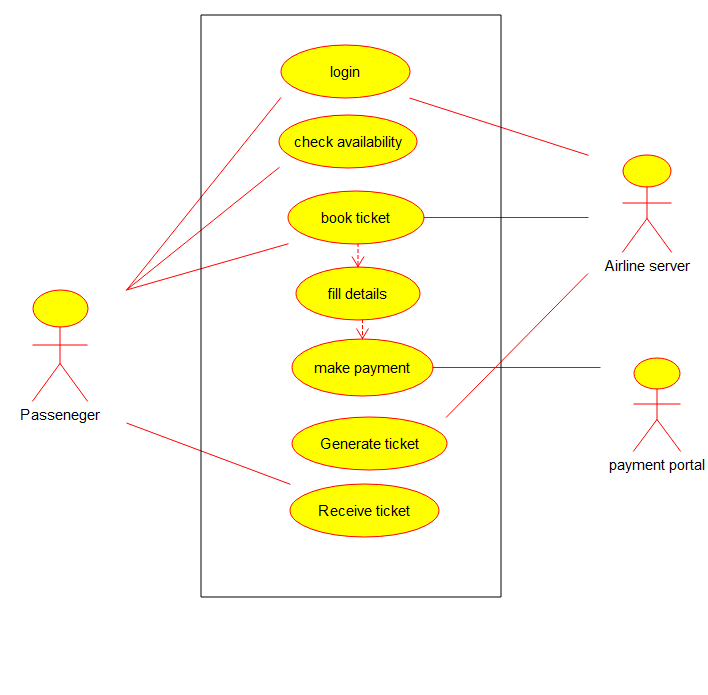 login
check availability
book ticket
fill details
make payment
Generate ticket
Receive ticket
Passeneger
Airline server
payment portal